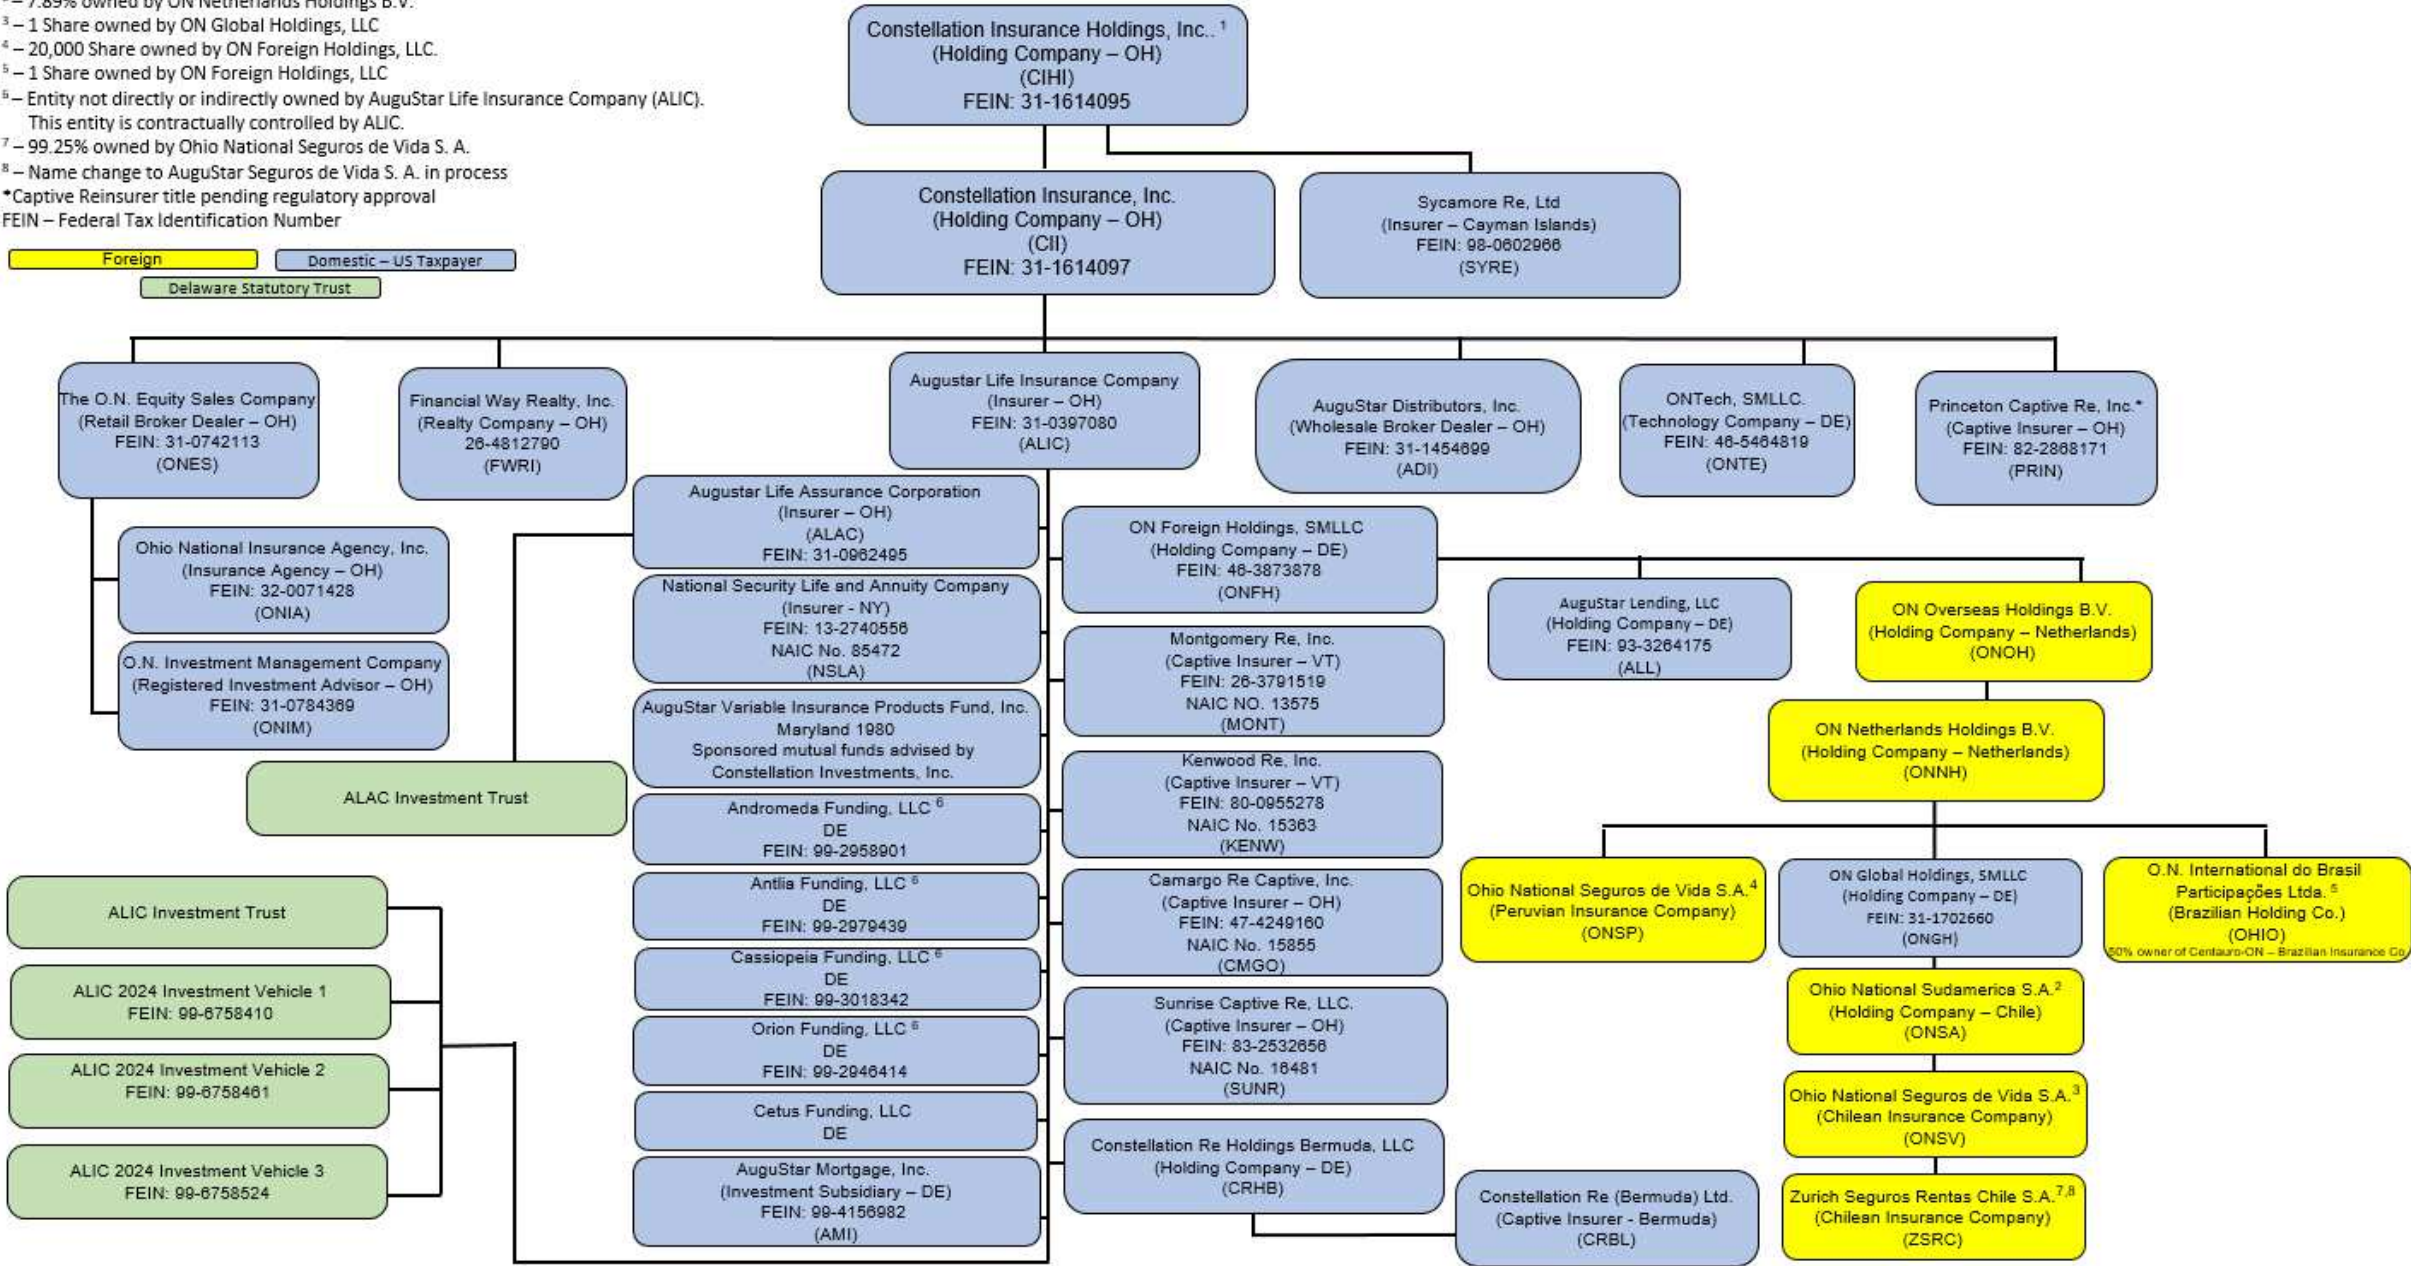 ² – 7.89% owned by ON Netherlands Holdings B.V.
³ – 1 Share owned by ON Global Holdings, LLC
⁴ – 20,000 Share owned by ON Foreign Holdings, LLC.
⁵ – 1 Share owned by ON Foreign Holdings, LLC
⁶ – Entity not directly or indirectly owned by AuguStar Life Insurance Company (ALIC).
This entity is contractually controlled by ALIC.
⁷ – 99.25% owned by Ohio National Seguros de Vida S. A.
⁸ – Name change to AuguStar Seguros de Vida S. A. in process
*Captive Reinsurer title pending regulatory approval
FEIN – Federal Tax Identification Number
Foreign
Domestic – US Taxpayer
Delaware Statutory Trust
Constellation Insurance Holdings, Inc.. ¹
(Holding Company – OH)
(CIHI)
FEIN: 31-1614095
Constellation Insurance, Inc.
(Holding Company – OH)
(CII)
FEIN: 31-1614097
Sycamore Re, Ltd
(Insurer – Cayman Islands)
FEIN: 98-0602966
(SYRE)
The O.N. Equity Sales Company
(Retail Broker Dealer – OH)
FEIN: 31-0742113
(ONES)
Financial Way Realty, Inc.
(Realty Company – OH)
26-4812790
(FWRI)
Augustar Life Insurance Company
(Insurer – OH)
FEIN: 31-0397080
(ALIC)
AuguStar Distributors, Inc.
(Wholesale Broker Dealer – OH)
FEIN: 31-1454699
(ADI)
ONTech, SMLLC.
(Technology Company – DE)
FEIN: 46-5464819
(ONTE)
Princeton Captive Re, Inc.*
(Captive Insurer – OH)
FEIN: 82-2868171
(PRIN)
Ohio National Insurance Agency, Inc.
(Insurance Agency – OH)
FEIN: 32-0071428
(ONIA)
O.N. Investment Management Company
(Registered Investment Advisor – OH)
FEIN: 31-0784369
(ONIM)
ALAC Investment Trust
ALIC Investment Trust
ALIC 2024 Investment Vehicle 1
FEIN: 99-6758410
ALIC 2024 Investment Vehicle 2
FEIN: 99-6758461
ALIC 2024 Investment Vehicle 3
FEIN: 99-6758524
Augustar Life Assurance Corporation
(Insurer – OH)
(ALAC)
FEIN: 31-0962495
National Security Life and Annuity Company
(Insurer - NY)
FEIN: 13-2740556
NAIC No. 85472
(NSLA)
AuguStar Variable Insurance Products Fund, Inc.
Maryland 1980
Sponsored mutual funds advised by
Constellation Investments, Inc.
Andromeda Funding, LLC ⁶
DE
FEIN: 99-2958901
Antlia Funding, LLC ⁶
DE
FEIN: 99-2979439
Cassiopeia Funding, LLC ⁶
DE
FEIN: 99-3018342
Orion Funding, LLC ⁶
DE
FEIN: 99-2946414
Cetus Funding, LLC
DE
AuguStar Mortgage, Inc.
(Investment Subsidiary – DE)
FEIN: 99-4156982
(AMI)
ON Foreign Holdings, SMLLC
(Holding Company – DE)
FEIN: 46-3873878
(ONFH)
Montgomery Re, Inc.
(Captive Insurer – VT)
FEIN: 26-3791519
NAIC NO. 13575
(MONT)
Kenwood Re, Inc.
(Captive Insurer – VT)
FEIN: 80-0955278
NAIC No. 15363
(KENW)
Camargo Re Captive, Inc.
(Captive Insurer – OH)
FEIN: 47-4249160
NAIC No. 15855
(CMGO)
Sunrise Captive Re, LLC.
(Captive Insurer – OH)
FEIN: 83-2532656
NAIC No. 16481
(SUNR)
Constellation Re Holdings Bermuda, LLC
(Holding Company – DE)
(CRHB)
Constellation Re (Bermuda) Ltd.
(Captive Insurer - Bermuda)
(CRBL)
AuguStar Lending, LLC
(Holding Company – DE)
FEIN: 93-3264175
(ALL)
ON Overseas Holdings B.V.
(Holding Company – Netherlands)
(ONOH)
ON Netherlands Holdings B.V.
(Holding Company – Netherlands)
(ONNH)
Ohio National Seguros de Vida S.A.⁴
(Peruvian Insurance Company)
(ONSP)
ON Global Holdings, SMLLC
(Holding Company – DE)
FEIN: 31-1702660
(ONGH)
O.N. International do Brasil
Participações Ltda. ⁵
(Brazilian Holding Co.)
(OHIO)
50% owner of Centauro-ON – Brazilian Insurance Co.
Ohio National Sudamerica S.A.²
(Holding Company – Chile)
(ONSA)
Ohio National Seguros de Vida S.A.³
(Chilean Insurance Company)
(ONSV)
Zurich Seguros Rentas Chile S.A.⁷,⁸
(Chilean Insurance Company)
(ZSRC)